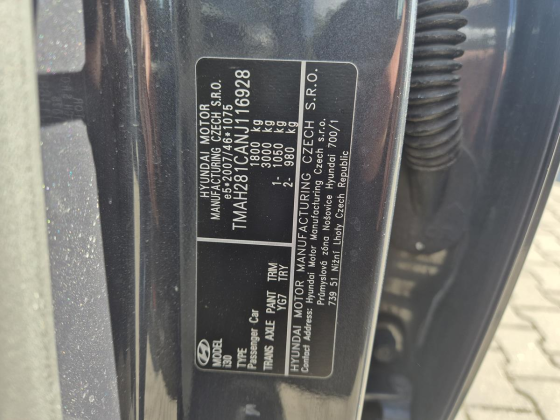 HYUNDAI MOTOR
MANUFACTURING CZECH S.R.O.
e5*2007/46*1075
TMAH281CANJ116928
1800 kg
3000 kg
1- 1050 kg
2- 980 kg
MODEL
i30
TYPE
Passenger Car
TRANS AXLE PAINT TRIM
YG7 TRY
HYUNDAI MOTOR MANUFACTURING CZECH S.R.O.
Contact Address: Hyundai Motor Manufacturing Czech s.r.o.
Průmyslová zóna Nošovice Hyundai 700/1
739 51 Nižní Lhoty Czech Republic